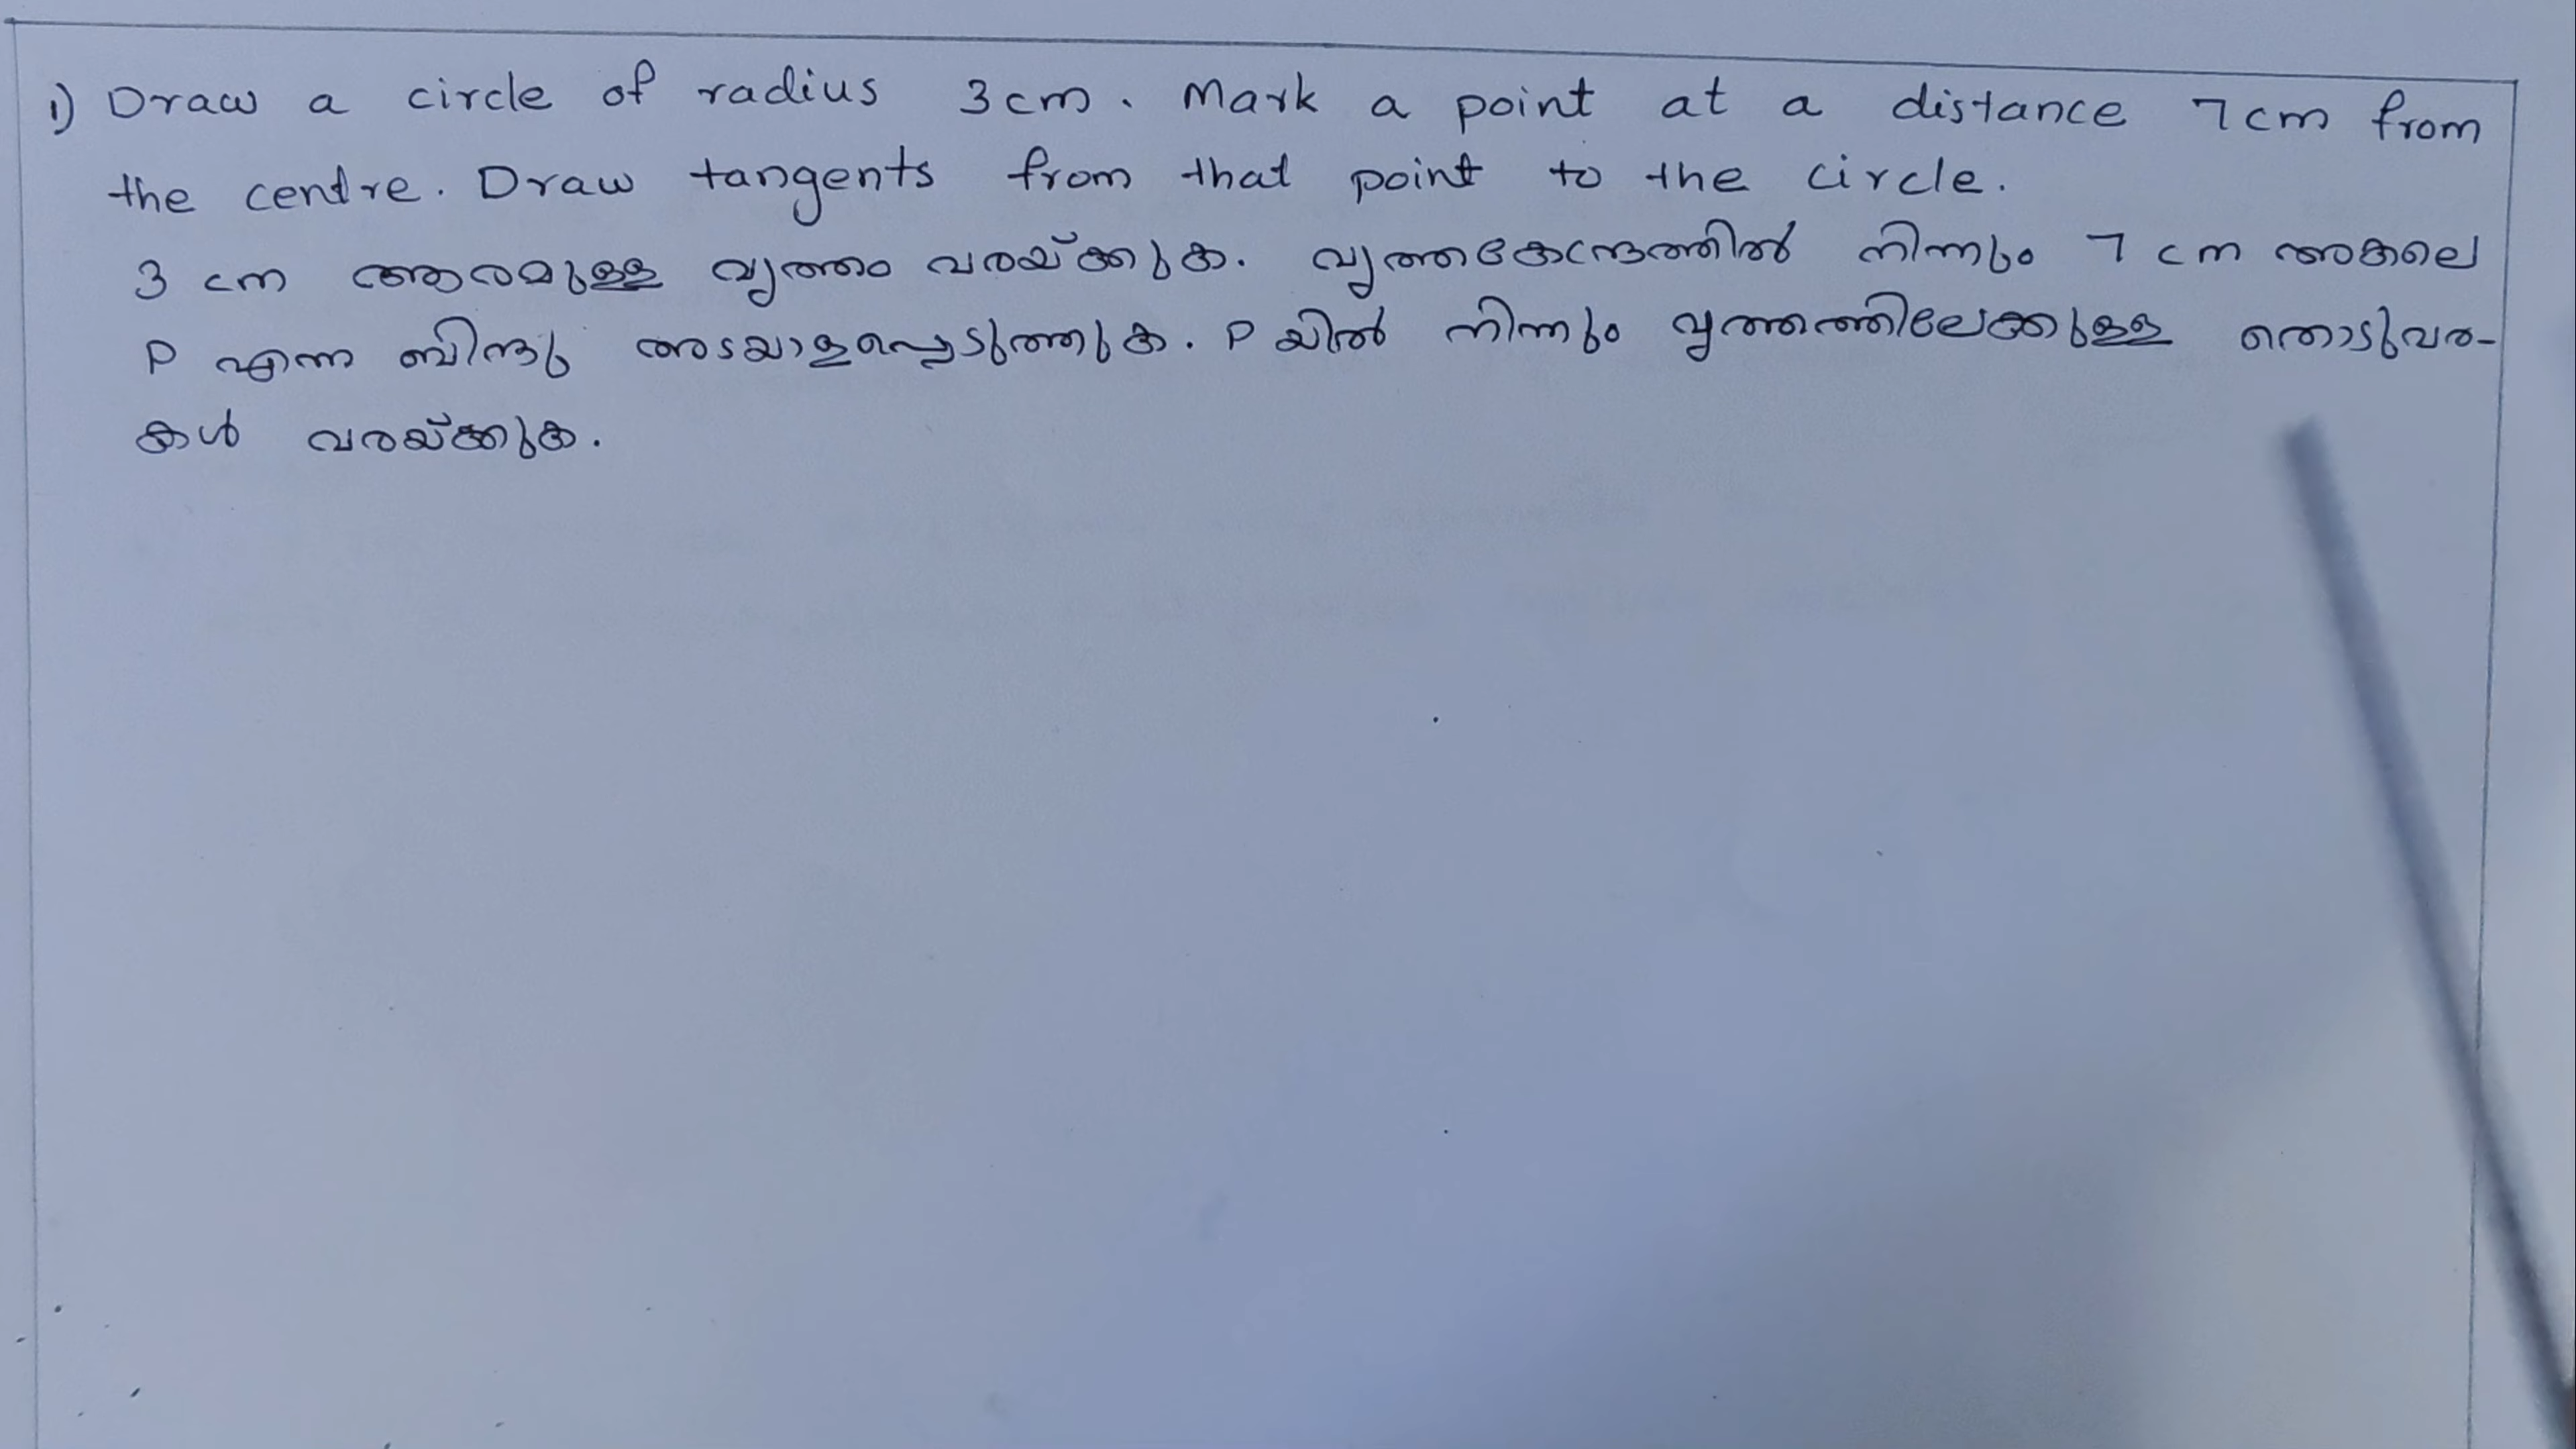 1) Draw a circle of radius 3cm. Mark a point at a distance 7cm from
the centre. Draw tangents from that point to the circle.
3 cm ആരമുള്ള വൃത്തം വരയ്ക്കുക. വൃത്തകേന്ദ്രത്തിൽ നിന്നും 7 cm അകലെ
P എന്ന ബിന്ദു അടയാളപ്പെടുത്തുക. P യിൽ നിന്നും വൃത്തത്തിലേക്കുള്ള തൊടുവര-
കൾ വരയ്ക്കുക.